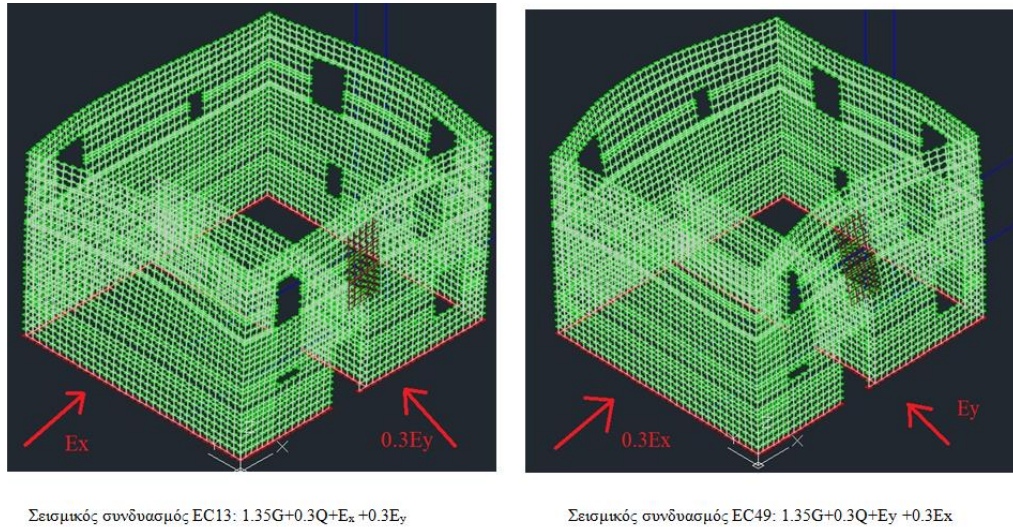 Ex
0.3Ey
X
0.3Ex
Ey
X
Σεισμικός συνδυασμός EC13: 1.35G+0.3Q+Eₓ +0.3Eᵧ
Σεισμικός συνδυασμός EC49: 1.35G+0.3Q+Ey +0.3Ex